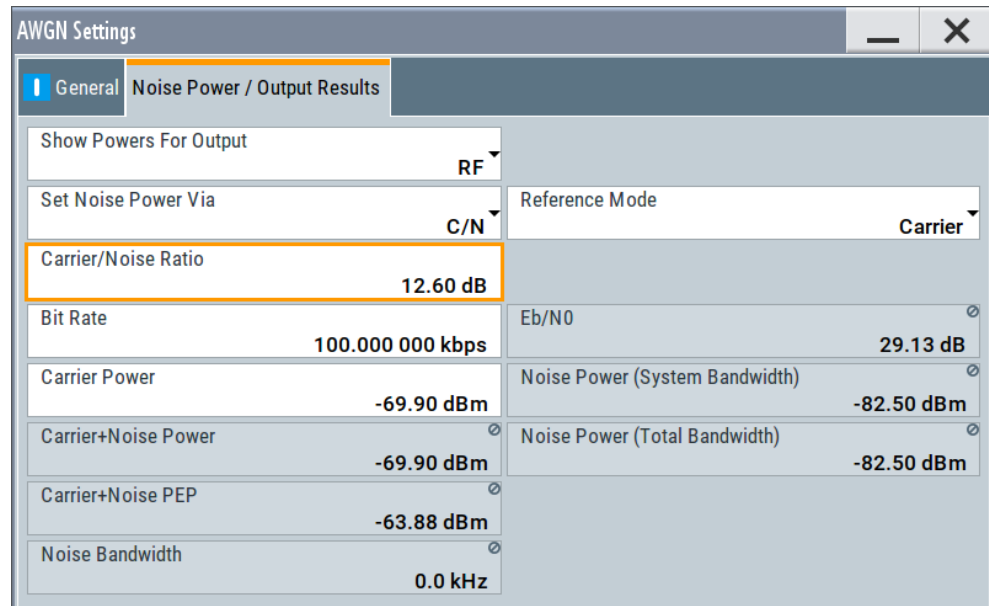 AWGN Settings
General
Noise Power / Output Results
Show Powers For Output
RF
Set Noise Power Via
C/N
Reference Mode
Carrier
Carrier/Noise Ratio
12.60 dB
Bit Rate
100.000 000 kbps
Eb/N0
29.13 dB
Carrier Power
-69.90 dBm
Noise Power (System Bandwidth)
-82.50 dBm
Carrier+Noise Power
-69.90 dBm
Noise Power (Total Bandwidth)
-82.50 dBm
Carrier+Noise PEP
-63.88 dBm
Noise Bandwidth
0.0 kHz